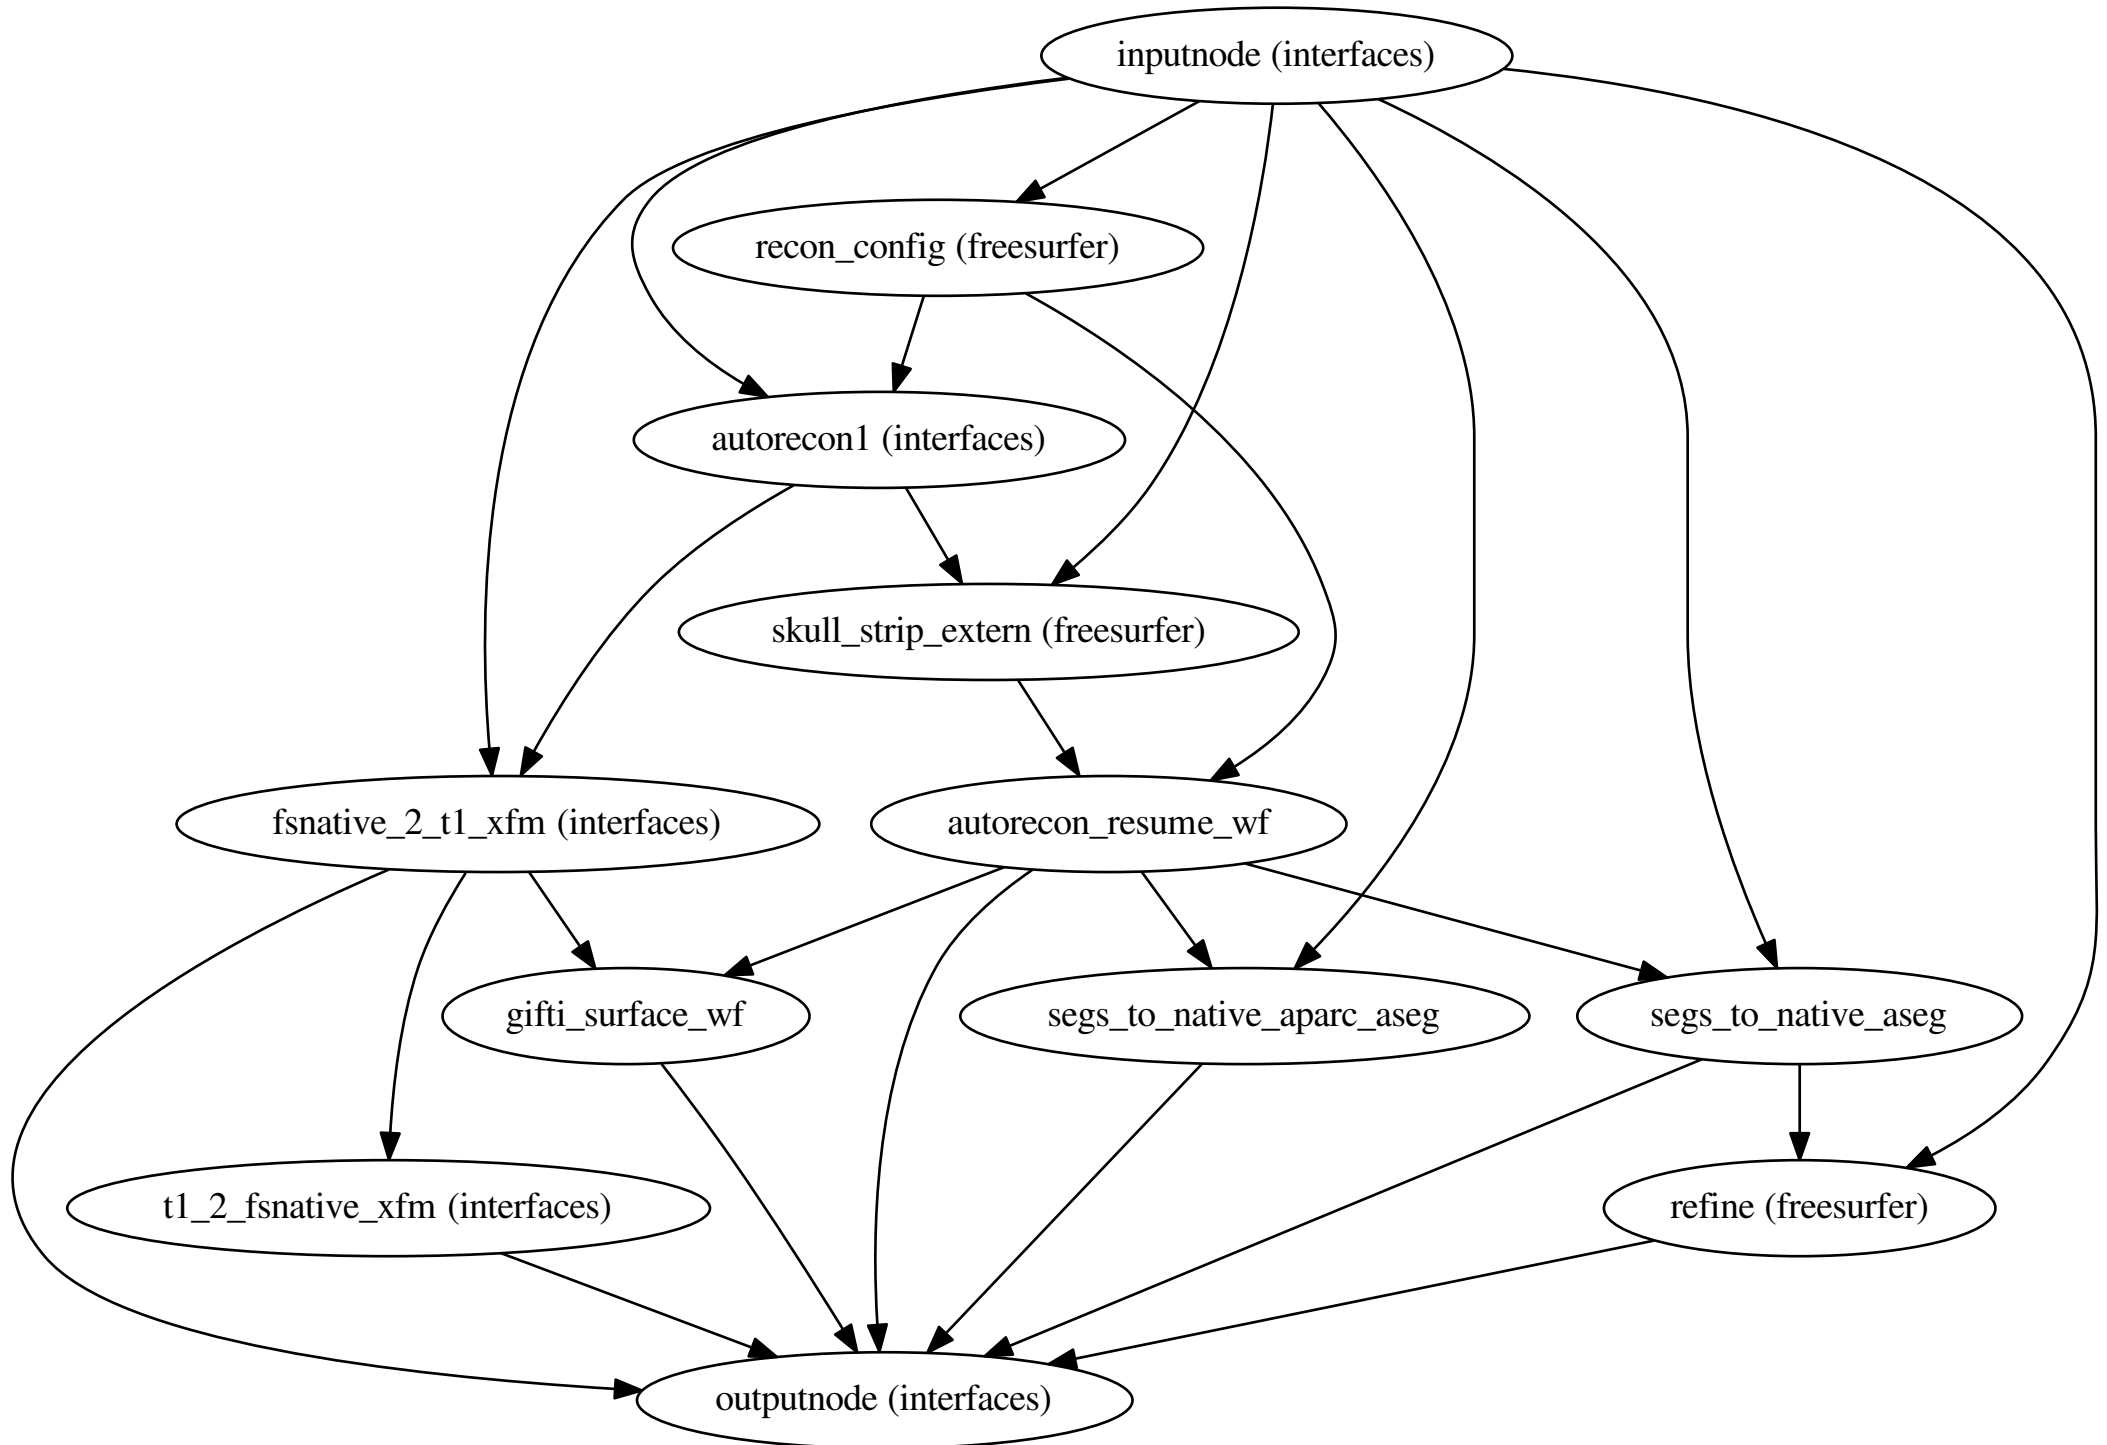 inputnode (interfaces)
recon_config (freesurfer)
autorecon1 (interfaces)
skull_strip_extern (freesurfer)
fsnative_2_t1_xfm (interfaces)
autorecon_resume_wf
gifti_surface_wf
segs_to_native_aparc_aseg
segs_to_native_aseg
t1_2_fsnative_xfm (interfaces)
refine (freesurfer)
outputnode (interfaces)